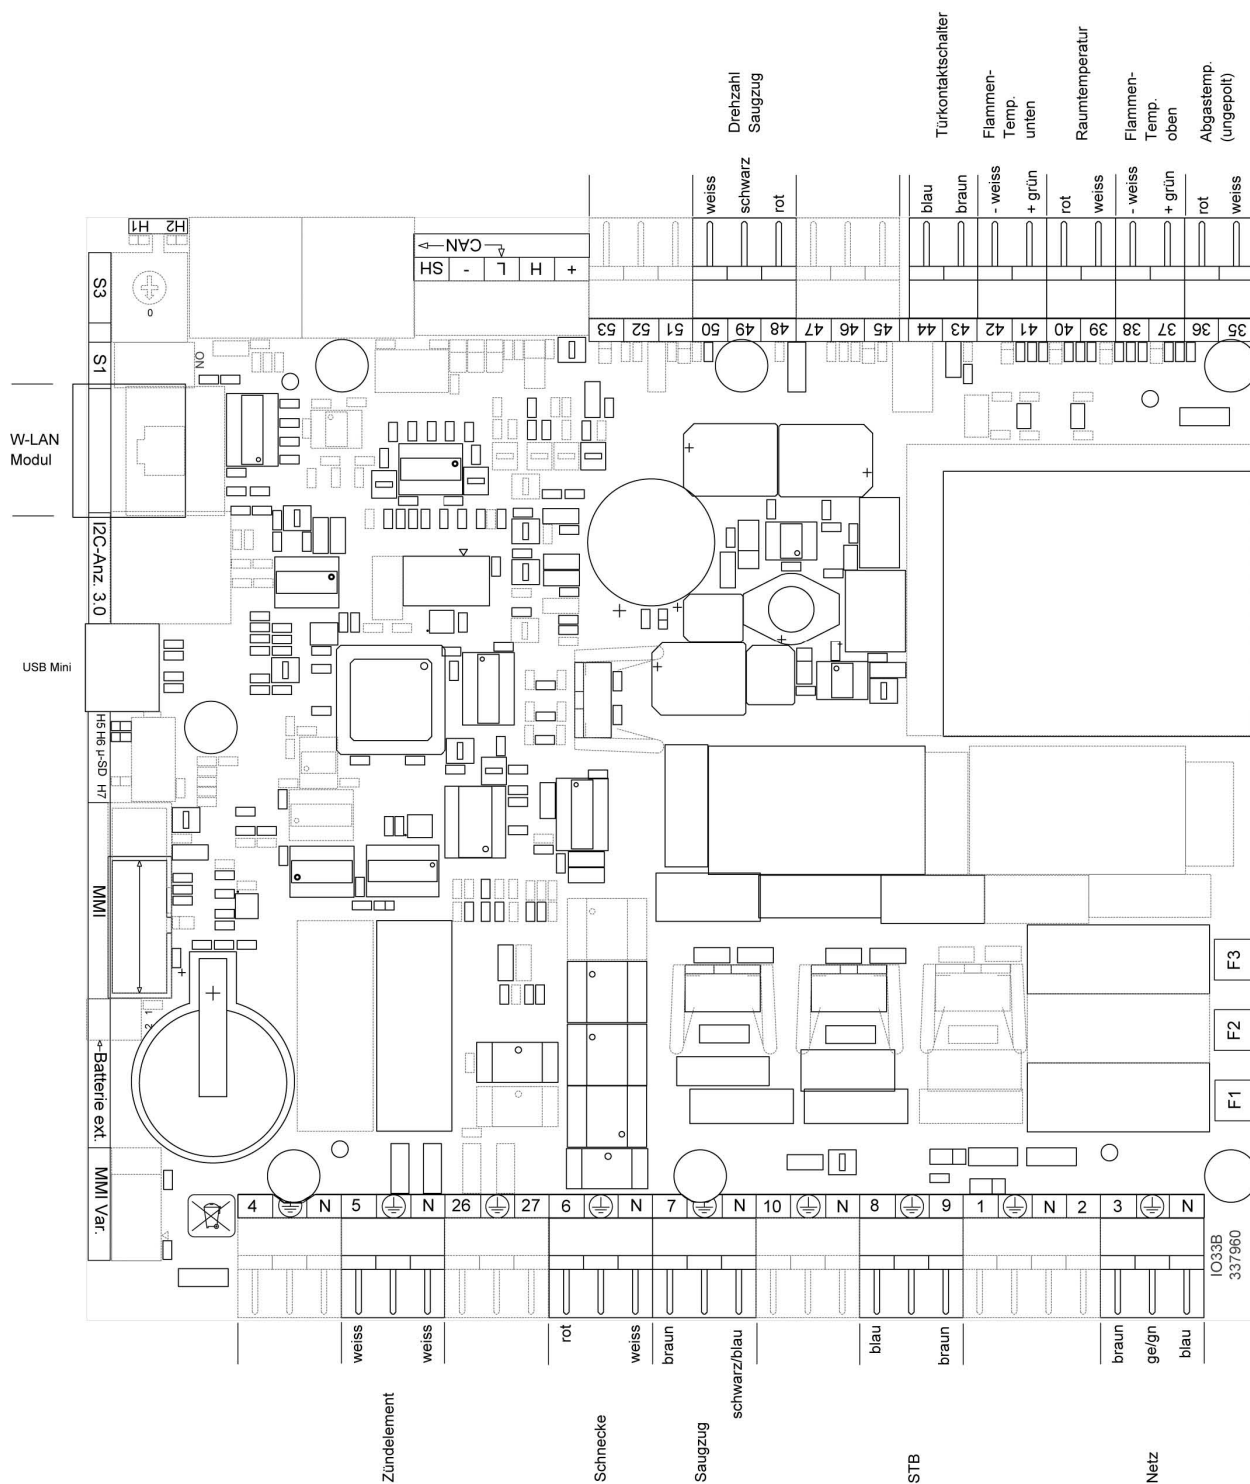 Drehzahl
Saugzug
Türkontaktschalter
Flammen-
Temp.
unten
Raumtemperatur
Flammen-
Temp.
oben
Abgastemp.
(ungepolt)
weiss
schwarz
rot
blau
braun
- weiss
+ grün
rot
weiss
- weiss
+ grün
rot
weiss
H1
H2
CAN
SH
-
L
H
+
53
52
51
50
49
48
47
46
45
44
43
42
41
40
39
38
37
36
35
S3
0
S1
ON
W-LAN
Modul
I2C-Anz. 3.0
USB Mini
H5 H6 µ-SD H7
MMI
+
+
2 1
Batterie ext.
MMI Var.
+
+
+
+
+
+
+
F3
F2
F1
4
N
5
N
26
27
6
N
7
N
10
N
8
9
1
N
2
3
N
IO33B
337960
weiss
weiss
rot
weiss
braun
schwarz/blau
blau
braun
braun
ge/gn
blau
Zündelement
Schnecke
Saugzug
STB
Netz